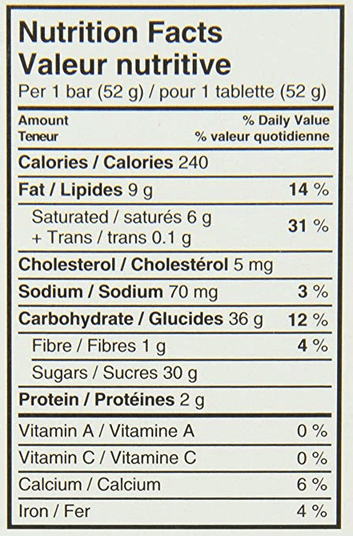 Nutrition Facts
Valeur nutritive
Per 1 bar (52 g) / pour 1 tablette (52 g)
Amount % Daily Value
Teneur % valeur quotidienne
Calories / Calories 240
Fat / Lipides 9 g 14 %
Saturated / saturés 6 g
+ Trans / trans 0.1 g 31 %
Cholesterol / Cholestérol 5 mg
Sodium / Sodium 70 mg 3 %
Carbohydrate / Glucides 36 g 12 %
Fibre / Fibres 1 g 4 %
Sugars / Sucres 30 g
Protein / Protéines 2 g
Vitamin A / Vitamine A 0 %
Vitamin C / Vitamine C 0 %
Calcium / Calcium 6 %
Iron / Fer 4 %